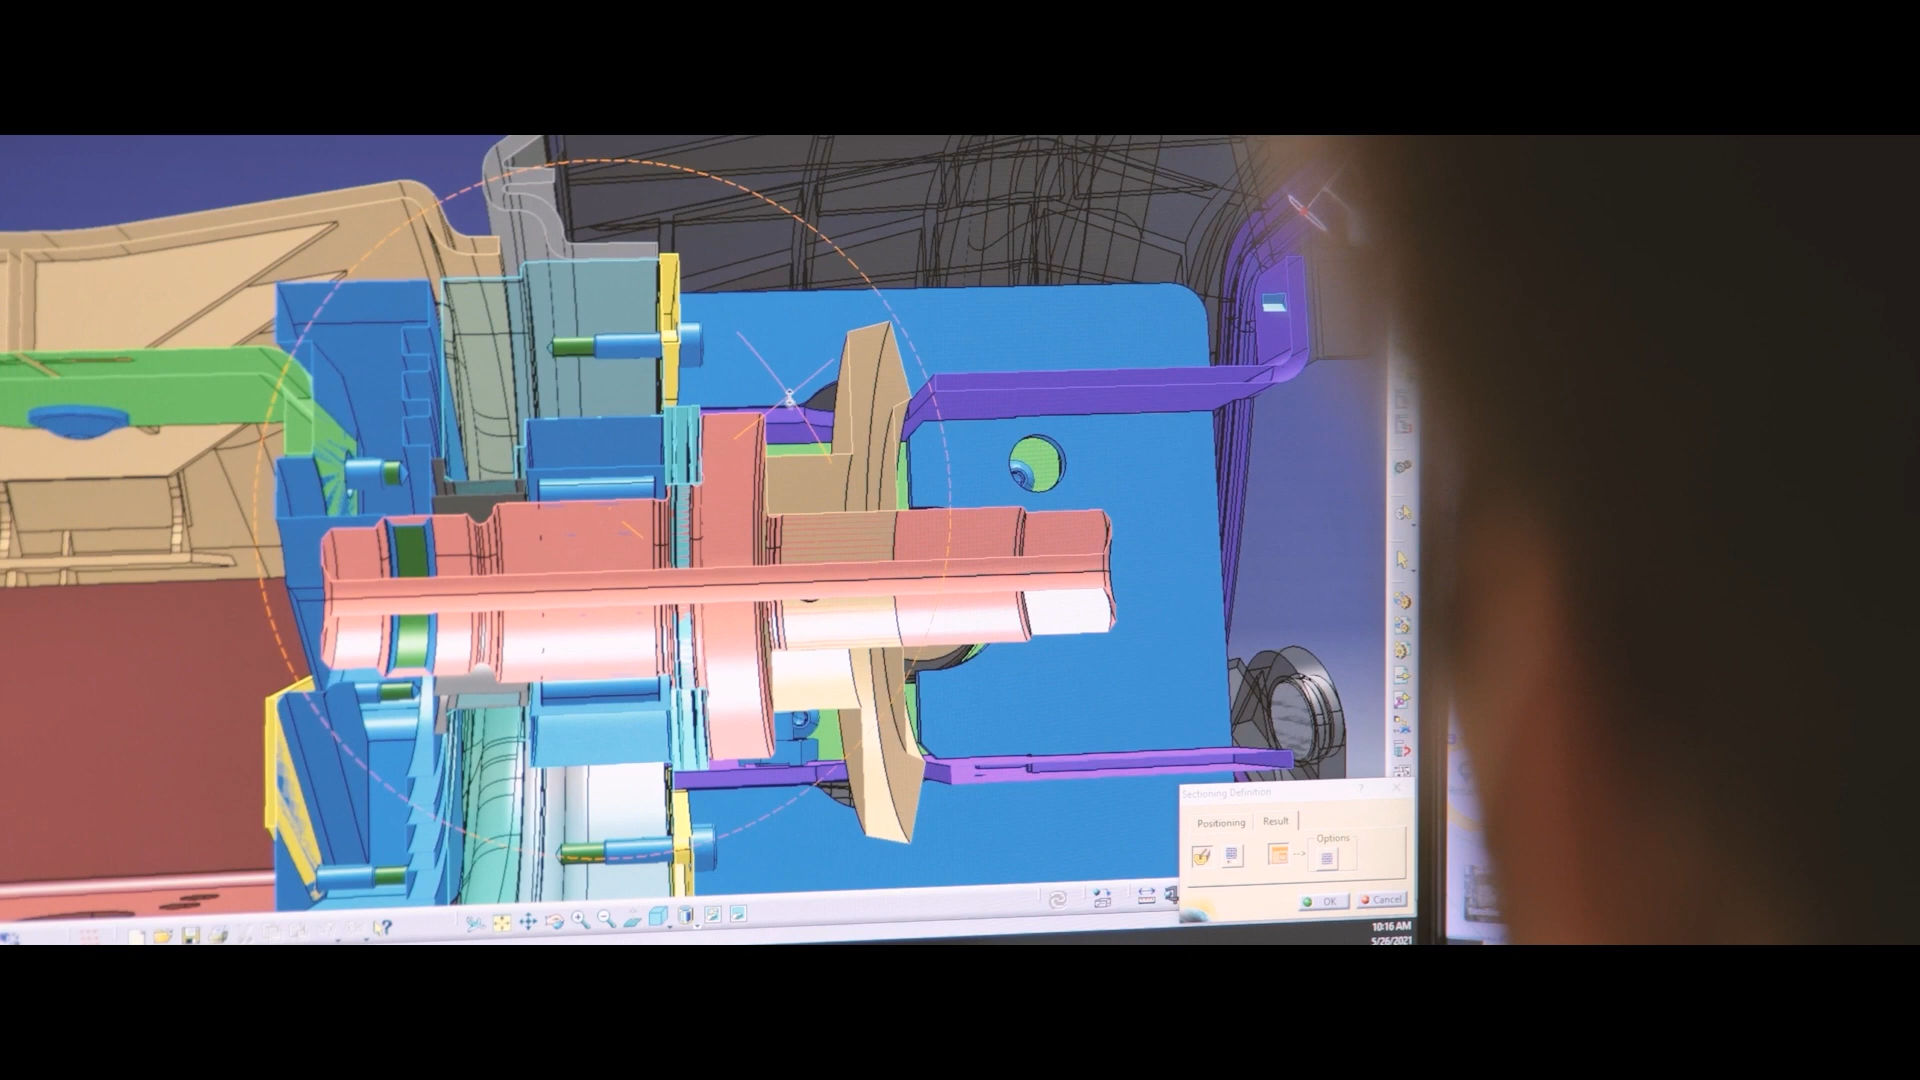 Sectioning Definition
Positioning
Result
Options
OK
Cancel
10:16 AM
5/26/2021